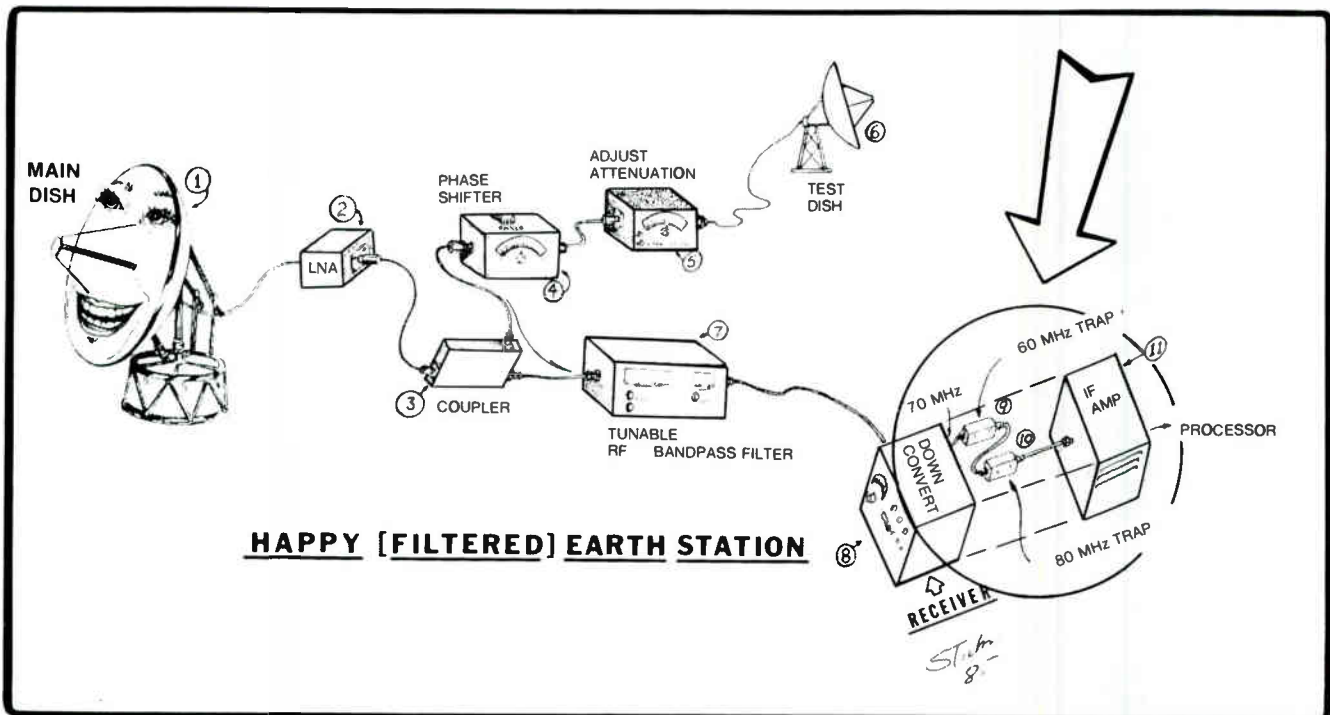 MAIN
DISH
①
②
LNA
PHASE
SHIFTER
④
ADJUST
ATTENUATION
⑤
TEST
DISH
⑥
③
COUPLER
⑦
TUNABLE
RF BANDPASS FILTER
⑧
DOWN
CONVERT
RECEIVER
70 MHz
60 MHz TRAP
⑨
⑩
80 MHz TRAP
IF
AMP
⑪
PROCESSOR
HAPPY [FILTERED] EARTH STATION